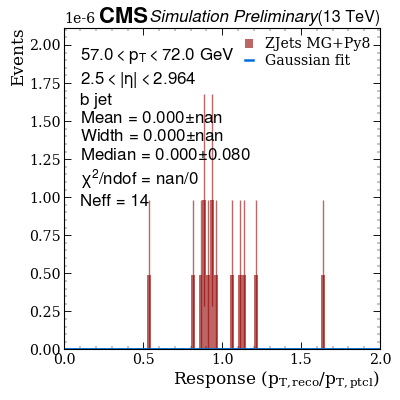 1e-6 CMS Simulation Preliminary (13 TeV)
Events
57.0 < p_T < 72.0 GeV
2.5 < |η| < 2.964
b jet
Mean = 0.000±nan
Width = 0.000±nan
Median = 0.000±0.080
χ²/ndof = nan/0
Neff = 14
ZJets MG+Py8
Gaussian fit
2.00
1.75
1.50
1.25
1.00
0.75
0.50
0.25
0.00
0.0 0.5 1.0 1.5 2.0
Response (p_T,reco/p_T,ptcl)